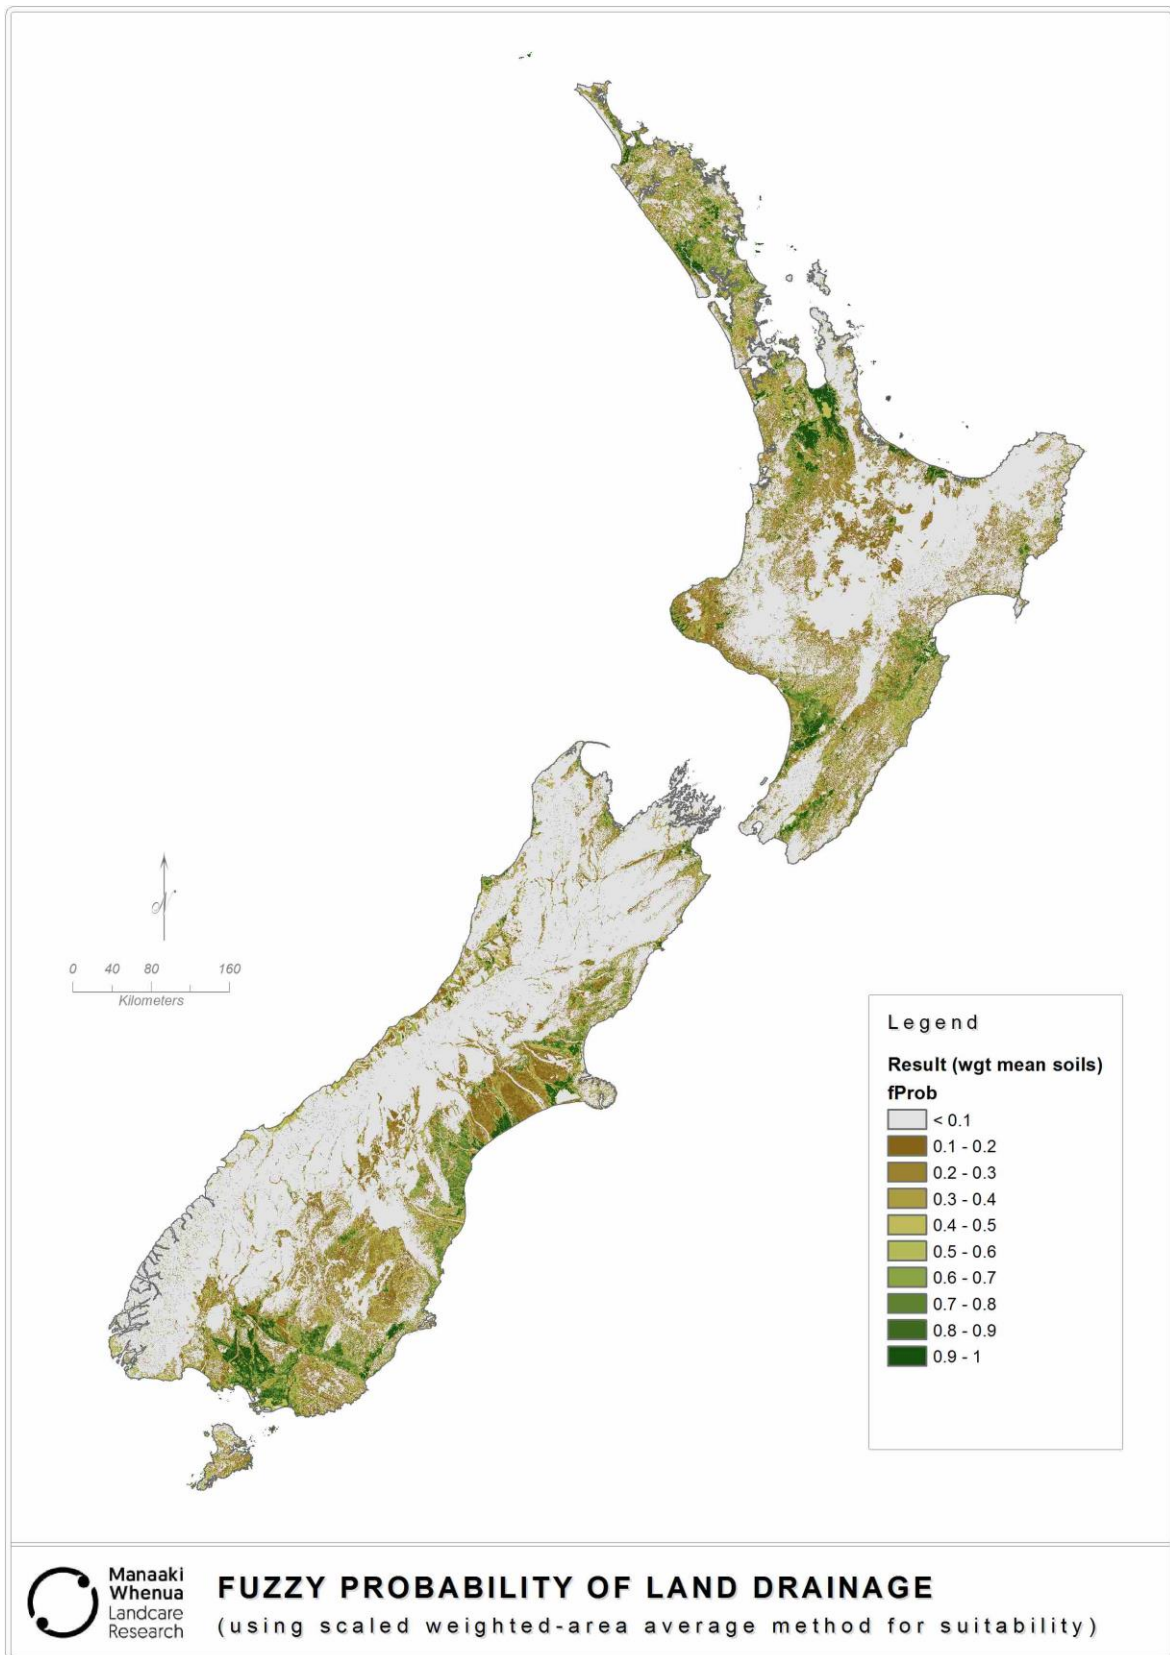 0 40 80 160
Kilometers
Legend
Result (wgt mean soils)
fProb
< 0.1
0.1 - 0.2
0.2 - 0.3
0.3 - 0.4
0.4 - 0.5
0.5 - 0.6
0.6 - 0.7
0.7 - 0.8
0.8 - 0.9
0.9 - 1
Manaaki
Whenua
Landcare
Research
FUZZY PROBABILITY OF LAND DRAINAGE
(using scaled weighted-area average method for suitability)